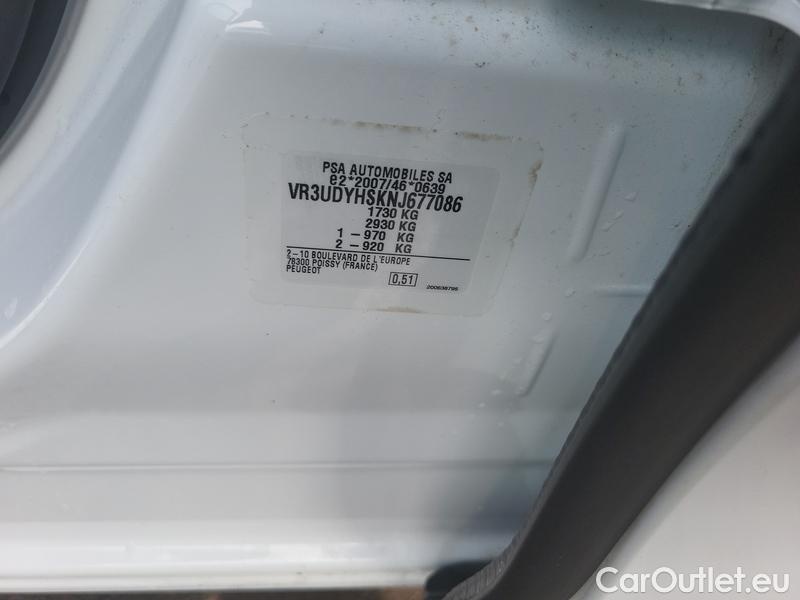 PSA AUTOMOBILES SA
e2*2007/46*0639
VR3UDYHSKNJ677086
1730 KG
2930 KG
1 – 970 KG
2 – 920 KG
2 – 10 BOULEVARD DE L'EUROPE
78300 POISSY (FRANCE)
PEUGEOT
0,51
200638795
CarOutlet.eu